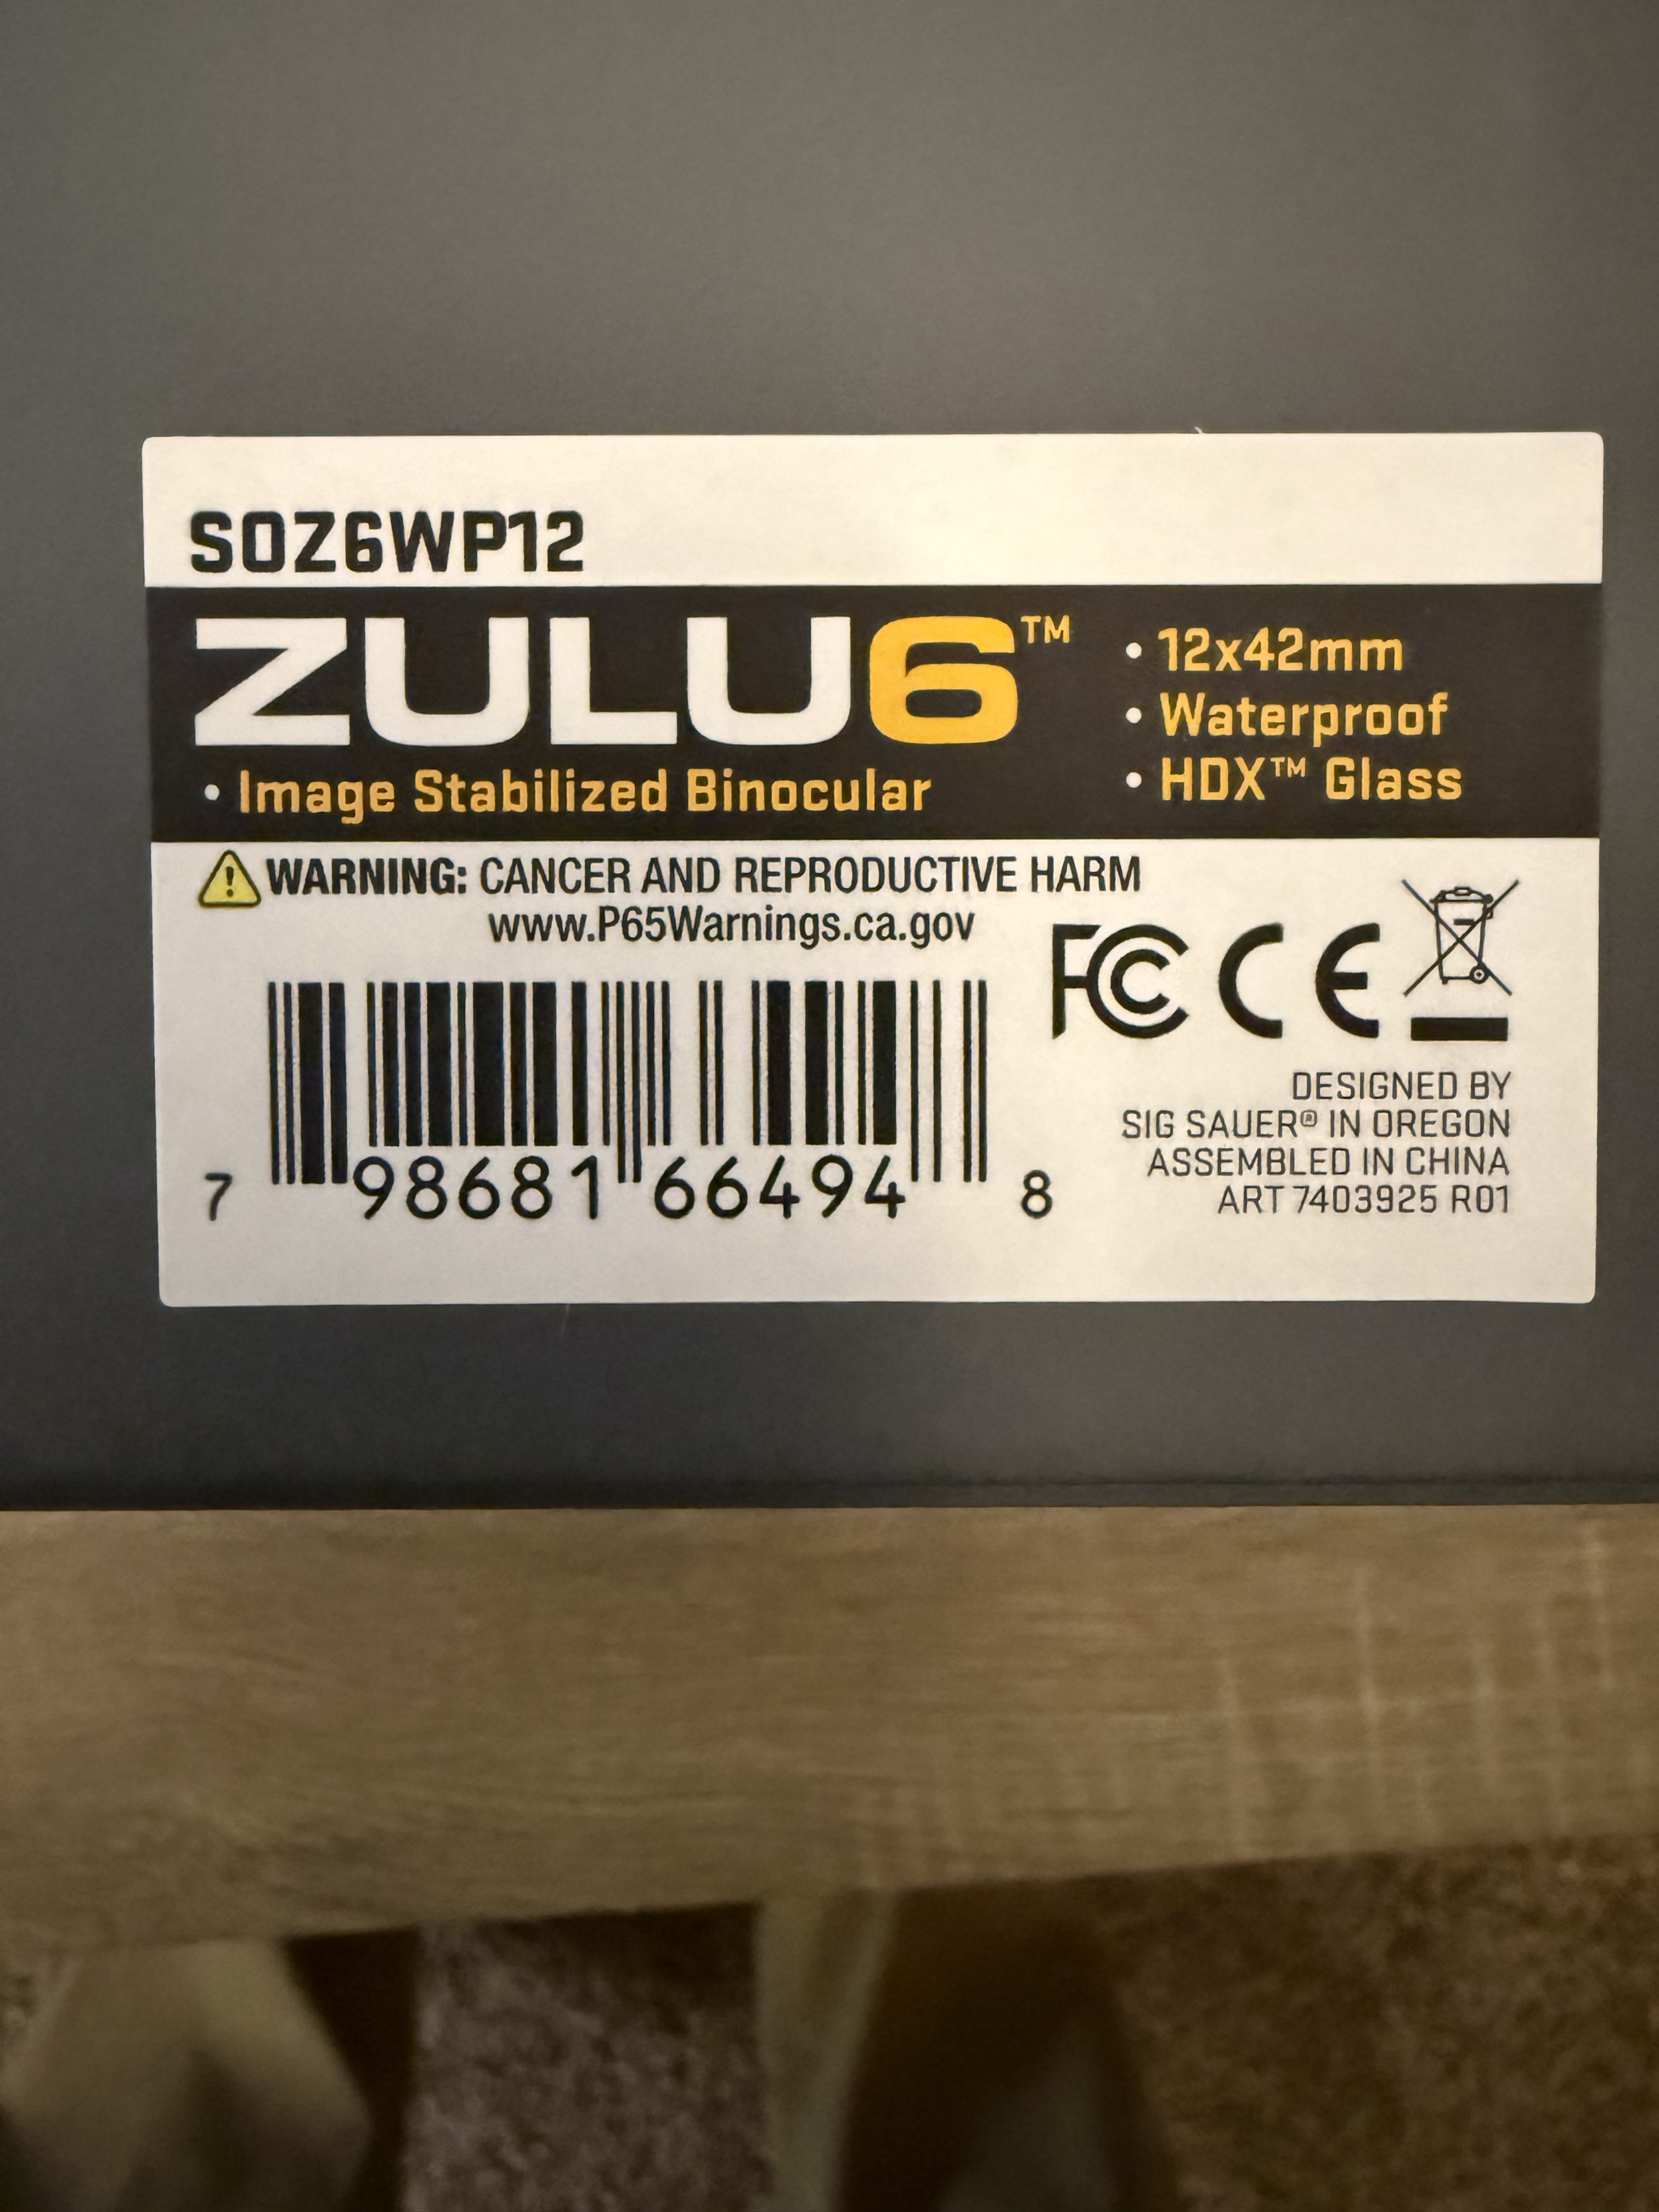 SOZ6WP12
ZULU6™
• Image Stabilized Binocular
• 12x42mm
• Waterproof
• HDX™ Glass
WARNING: CANCER AND REPRODUCTIVE HARM
www.P65Warnings.ca.gov
FC CE
7 98681 66494 8
DESIGNED BY
SIG SAUER® IN OREGON
ASSEMBLED IN CHINA
ART 7403925 R01